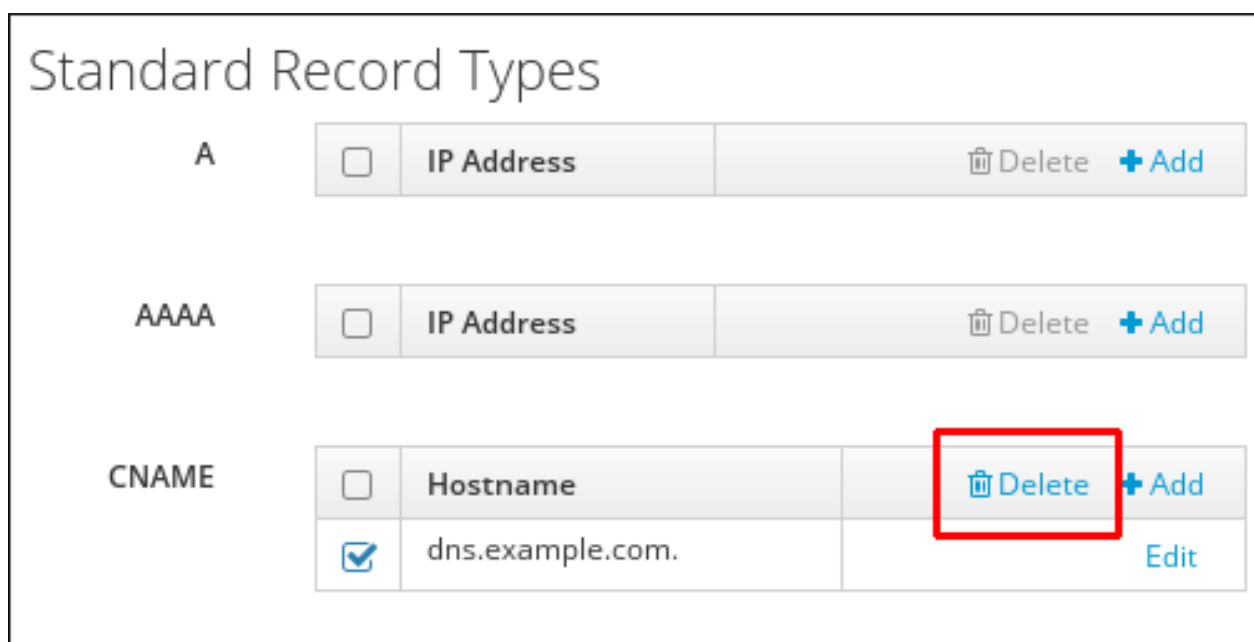 Standard Record Types
A
IP Address Delete Add
AAAA
IP Address Delete Add
CNAME
Hostname Delete Add
dns.example.com. Edit